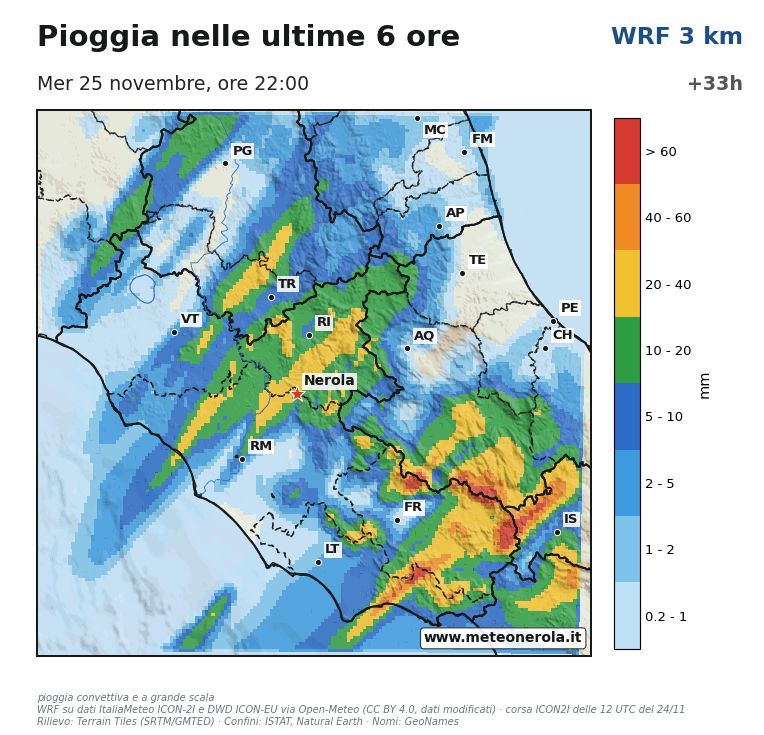 Pioggia nelle ultime 6 ore
WRF 3 km
Mer 25 novembre, ore 22:00
+33h
MC
FM
PG
AP
TE
TR
PE
VT
RI
AQ
CH
Nerola
RM
FR
IS
LT
www.meteonerola.it
> 60
40 - 60
20 - 40
10 - 20
5 - 10
2 - 5
1 - 2
0.2 - 1
mm
pioggia convettiva e a grande scala
WRF su dati ItaliaMeteo ICON-2I e DWD ICON-EU via Open-Meteo (CC BY 4.0, dati modificati) · corsa ICON2I delle 12 UTC del 24/11
Rilievo: Terrain Tiles (SRTM/GMTED) · Confini: ISTAT, Natural Earth · Nomi: GeoNames